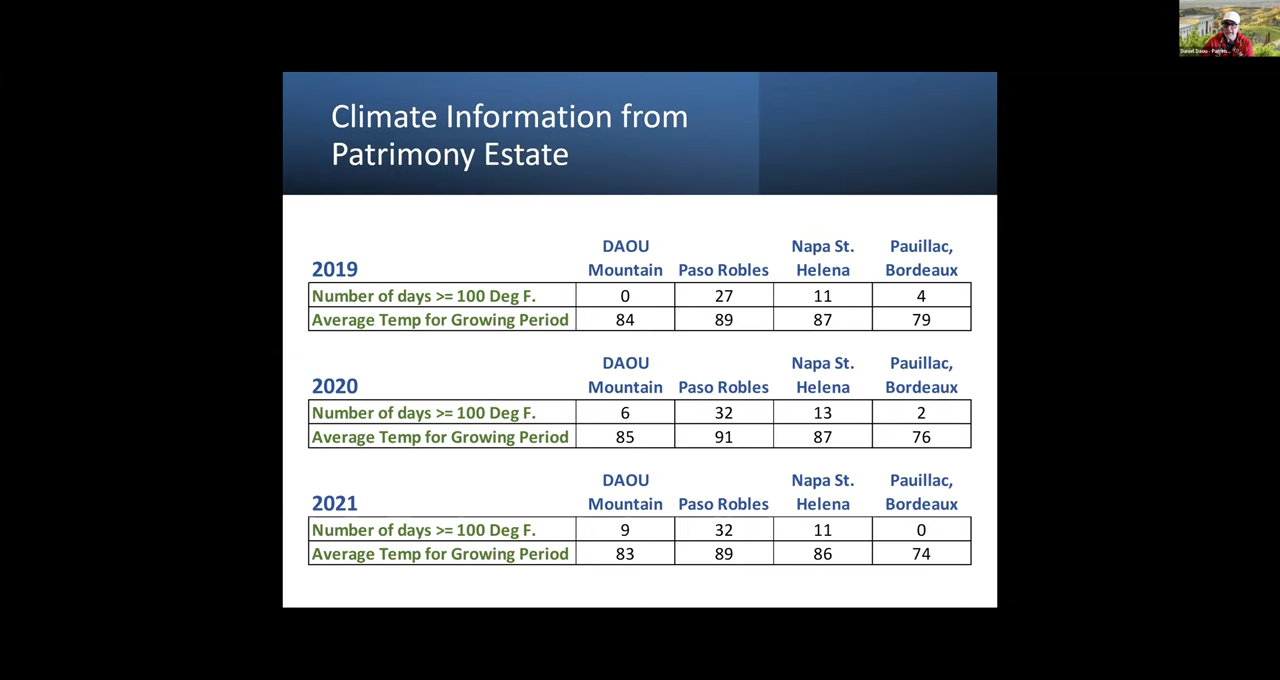 Daniel Daou - Patrim...
Climate Information from
Patrimony Estate
DAOU Napa St. Pauillac,
2019 Mountain Paso Robles Helena Bordeaux
Number of days >= 100 Deg F. 0 27 11 4
Average Temp for Growing Period 84 89 87 79
DAOU Napa St. Pauillac,
2020 Mountain Paso Robles Helena Bordeaux
Number of days >= 100 Deg F. 6 32 13 2
Average Temp for Growing Period 85 91 87 76
DAOU Napa St. Pauillac,
2021 Mountain Paso Robles Helena Bordeaux
Number of days >= 100 Deg F. 9 32 11 0
Average Temp for Growing Period 83 89 86 74